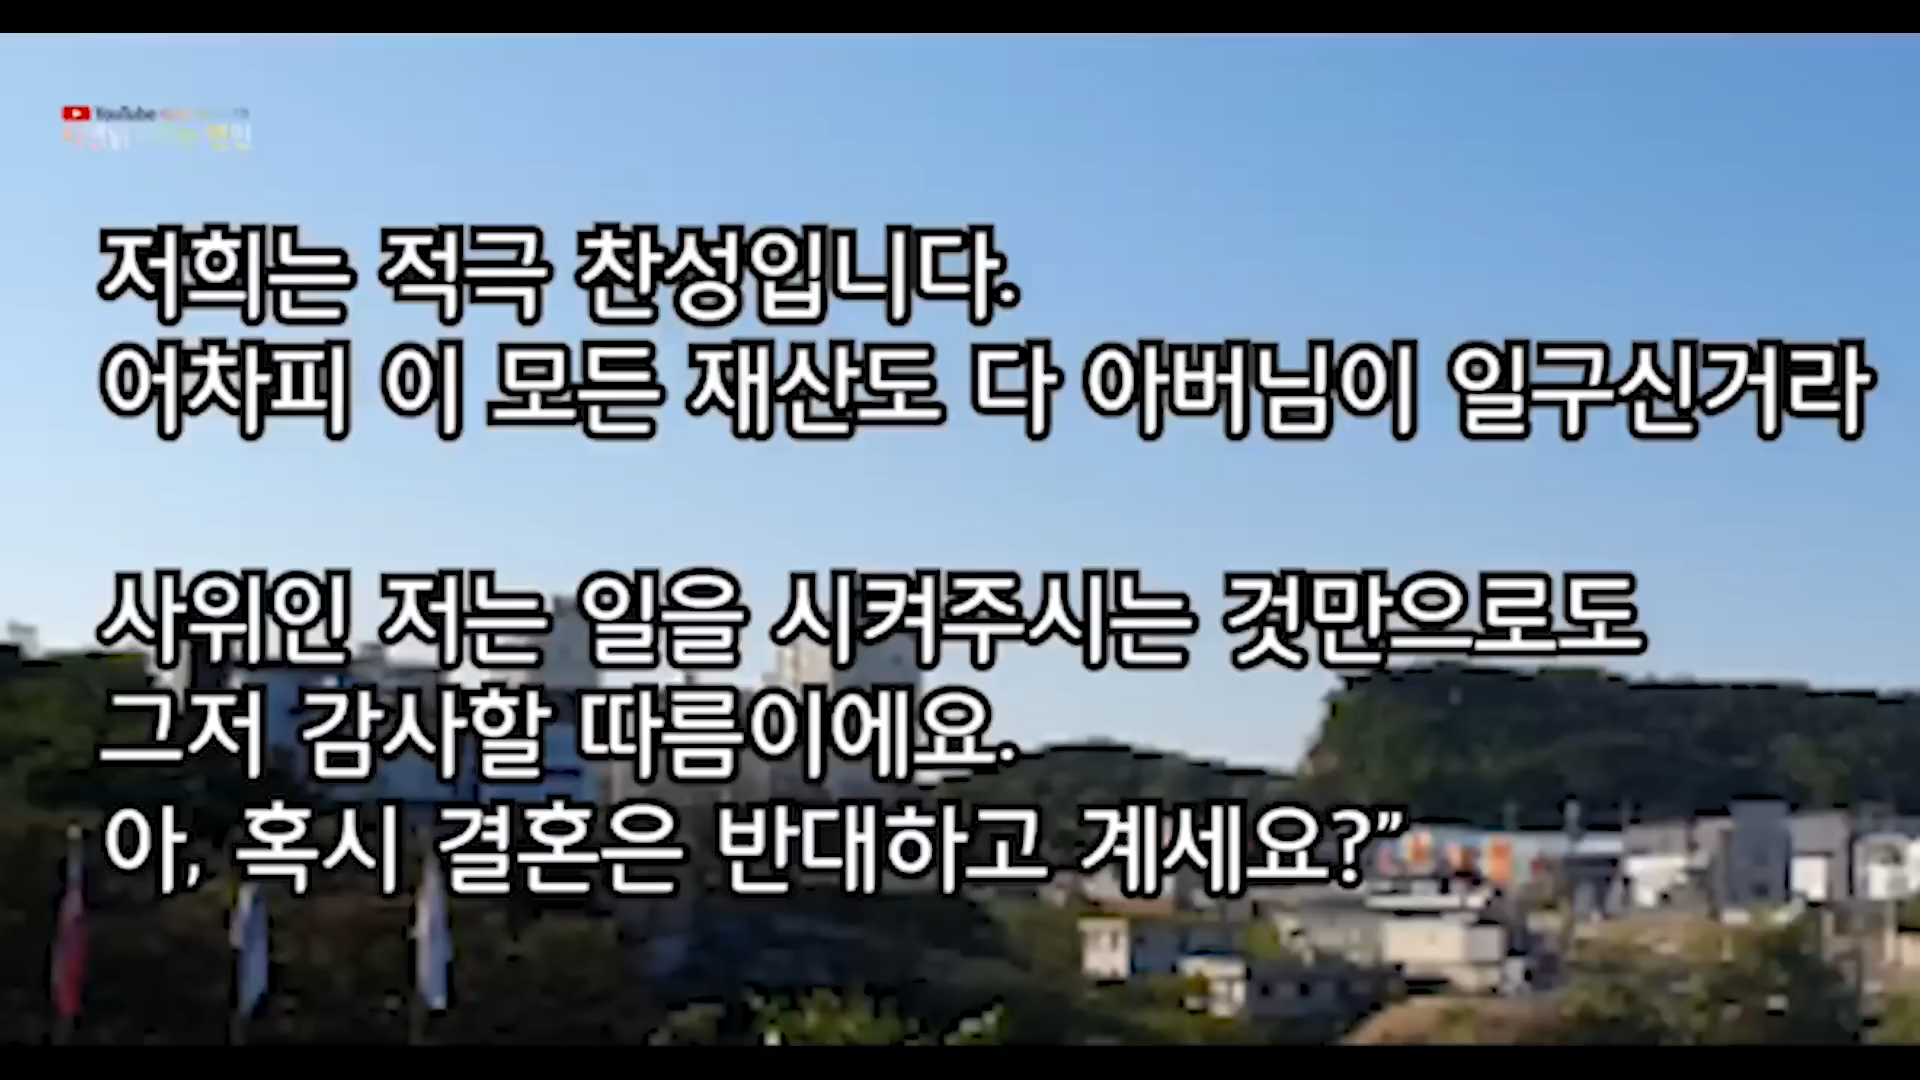 YouTube
저희는 적극 찬성입니다.
어차피 이 모든 재산도 다 아버님이 일구신거라
사위인 저는 일을 시켜주시는 것만으로도
그저 감사할 따름이에요.
아, 혹시 결혼은 반대하고 계세요?”